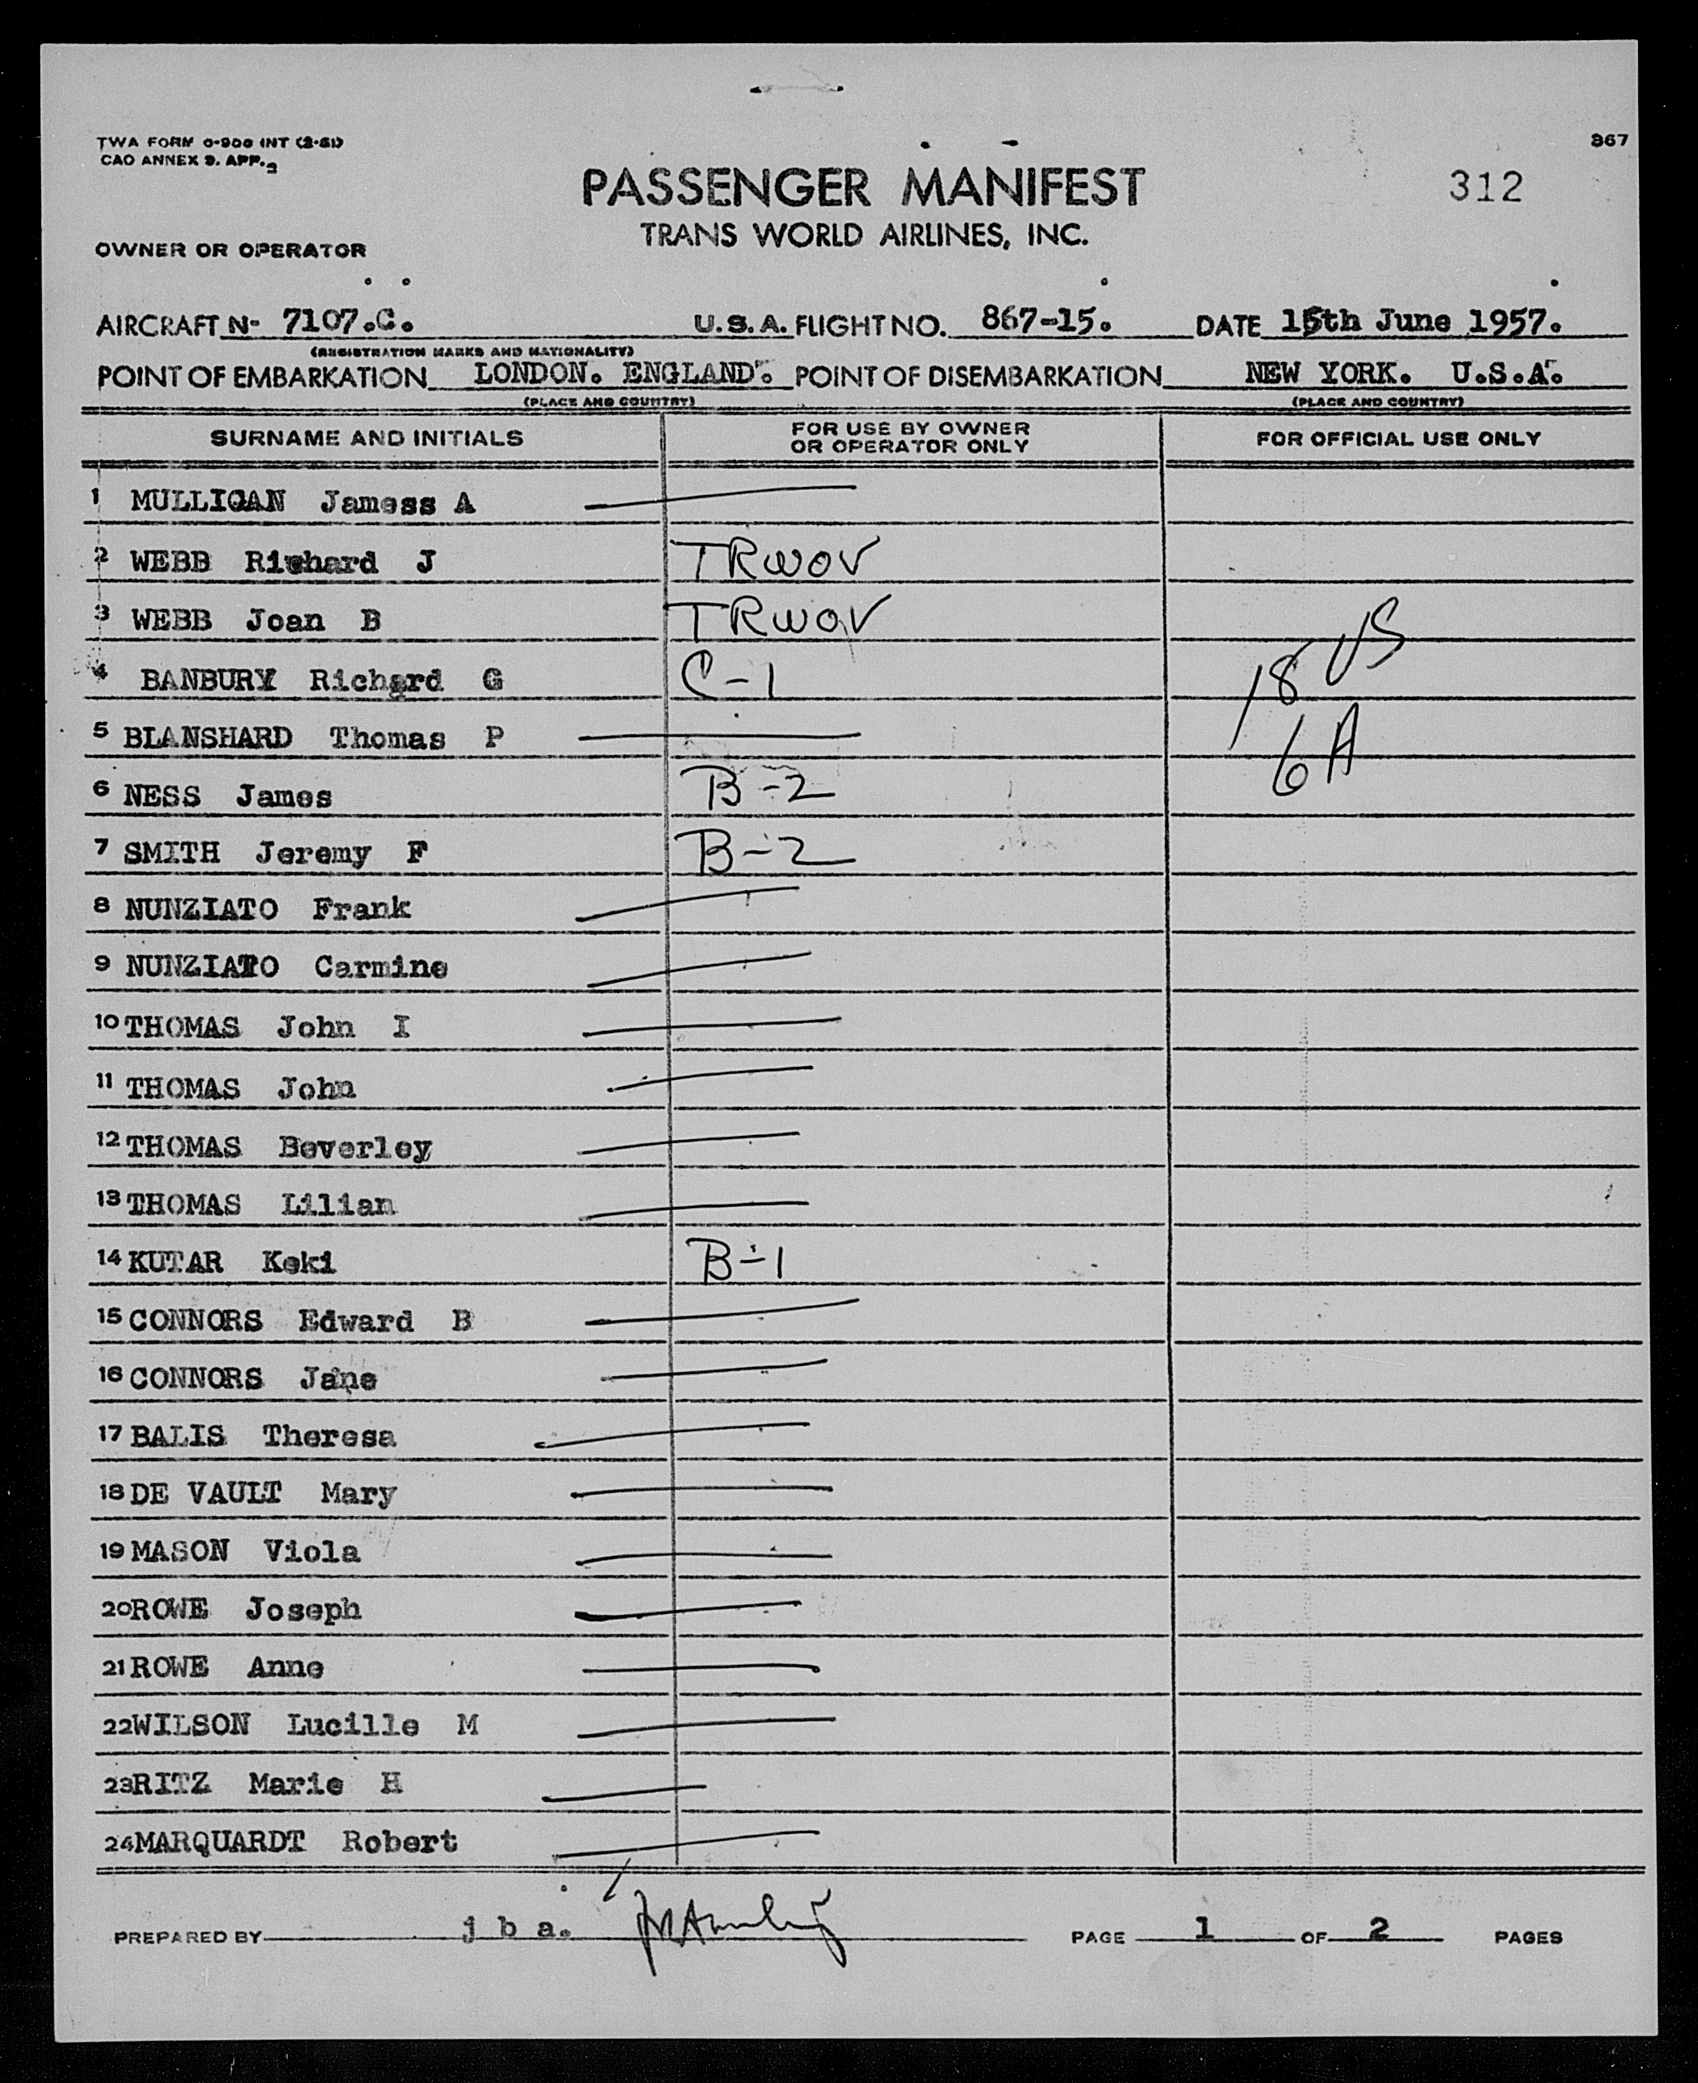 TWA FORM 0-900 INT (2-51)
CAO ANNEX 9. APP. 3
867
PASSENGER MANIFEST
312
TRANS WORLD AIRLINES, INC.
OWNER OR OPERATOR
AIRCRAFT N- 7107.C. U.S.A. FLIGHT NO. 867-15. DATE 15th June 1957.
(REGISTRATION MARKS AND NATIONALITY)
POINT OF EMBARKATION LONDON. ENGLAND. POINT OF DISEMBARKATION NEW YORK. U.S.A.
(PLACE AND COUNTRY) (PLACE AND COUNTRY)
SURNAME AND INITIALS FOR USE BY OWNER OR OPERATOR ONLY FOR OFFICIAL USE ONLY
1 MULLIGAN Jamess A
2 WEBB Richard J TRWOV
3 WEBB Joan B TRWOV
18 US
4 BANBURY Richard G C-1
5 BLANSHARD Thomas P
6 A
6 NESS James B-2
7 SMITH Jeremy F B-2
8 NUNZIATO Frank
9 NUNZIATO Carmine
10 THOMAS John I
11 THOMAS John
12 THOMAS Beverley
13 THOMAS Lilian
14 KUTAR Keki B-1
15 CONNORS Edward B
16 CONNORS Jane
17 BALIS Theresa
18 DE VAULT Mary
19 MASON Viola
20 ROWE Joseph
21 ROWE Anne
22 WILSON Lucille M
23 RITZ Marie H
24 MARQUARDT Robert
PREPARED BY j b a. PAGE 1 OF 2 PAGES